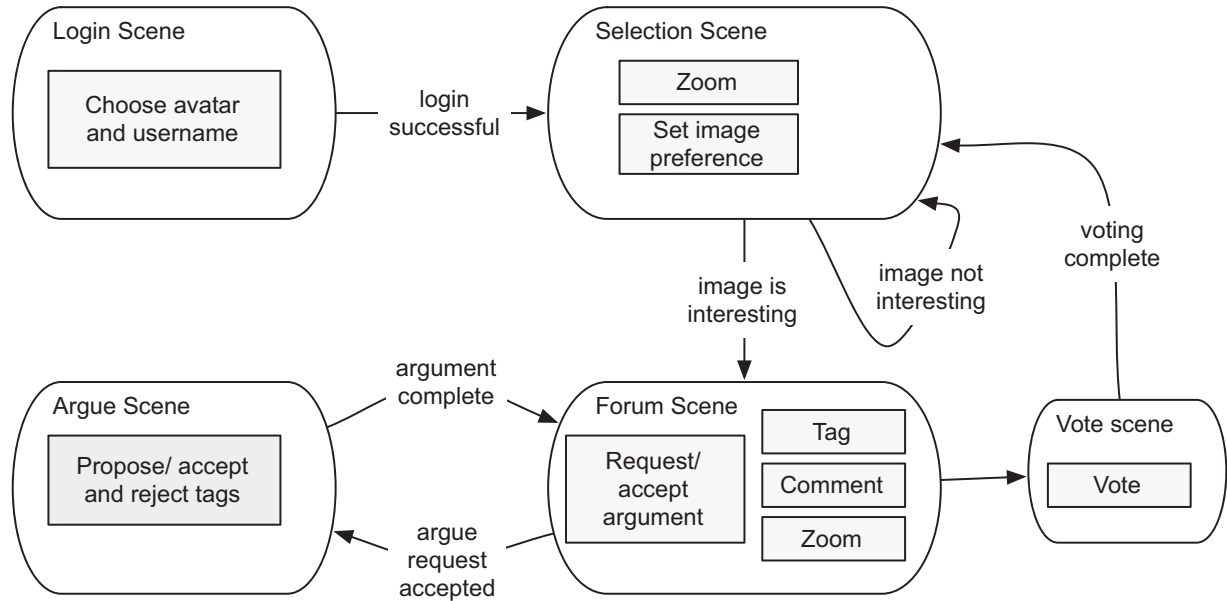 Login Scene
Choose avatar
and username
login
successful
Selection Scene
Zoom
Set image
preference
voting
complete
image not
interesting
image is
interesting
argument
complete
Argue Scene
Propose/ accept
and reject tags
argue
request
accepted
Forum Scene
Request/
accept
argument
Tag
Comment
Zoom
Vote scene
Vote